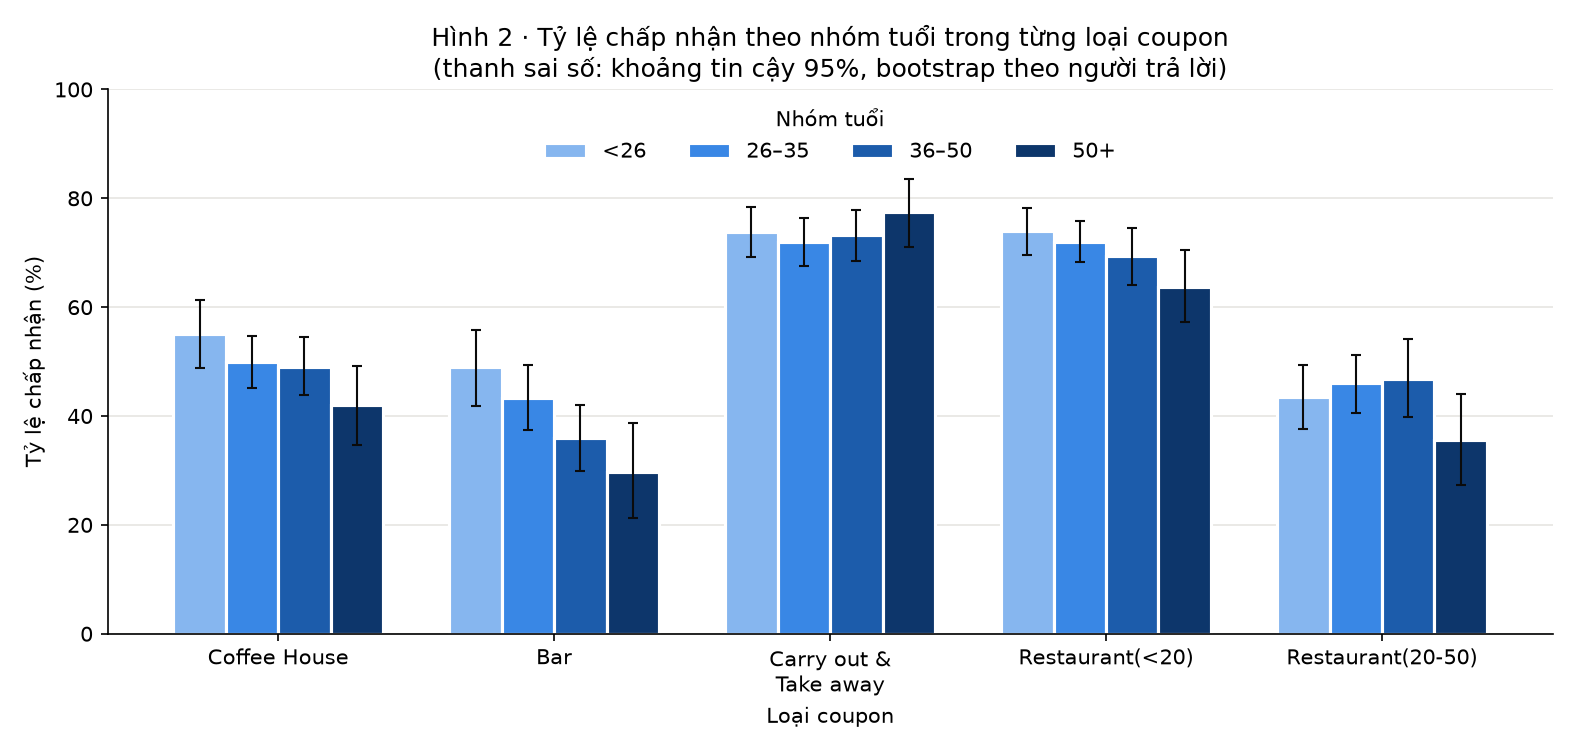 Hình 2 · Tỷ lệ chấp nhận theo nhóm tuổi trong từng loại coupon
(thanh sai số: khoảng tin cậy 95%, bootstrap theo người trả lời)
Nhóm tuổi
<26 26–35 36–50 50+
Tỷ lệ chấp nhận (%)
100
80
60
40
20
0
Coffee House Bar Carry out & Restaurant(<20) Restaurant(20-50)
Take away
Loại coupon